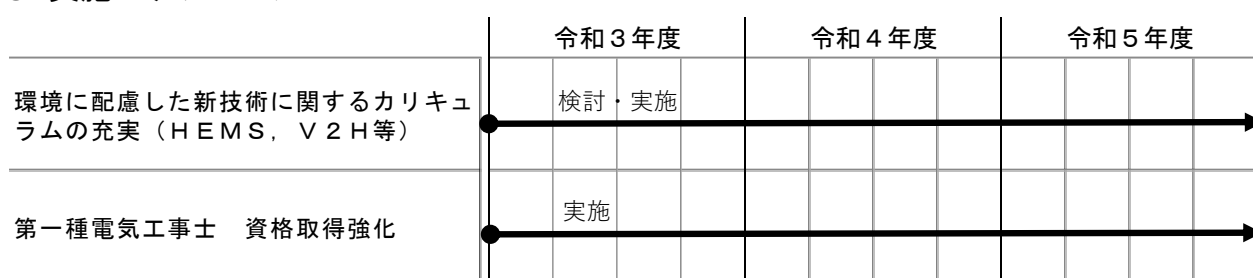 令和３年度 令和４年度 令和５年度
環境に配慮した新技術に関するカリキュ
ラムの充実（ＨＥＭＳ，Ｖ２Ｈ等）
検討・実施
第一種電気工事士　資格取得強化
実施